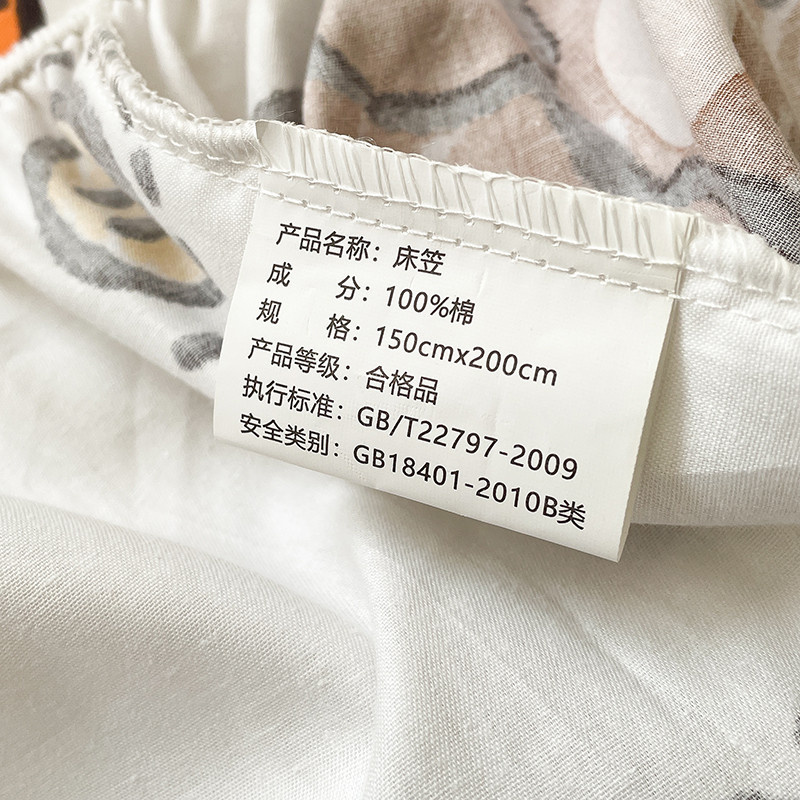 产品名称：床笠
成 分：100%棉
规 格：150cmx200cm
产品等级：合格品
执行标准：GB/T22797-2009
安全类别：GB18401-2010B类